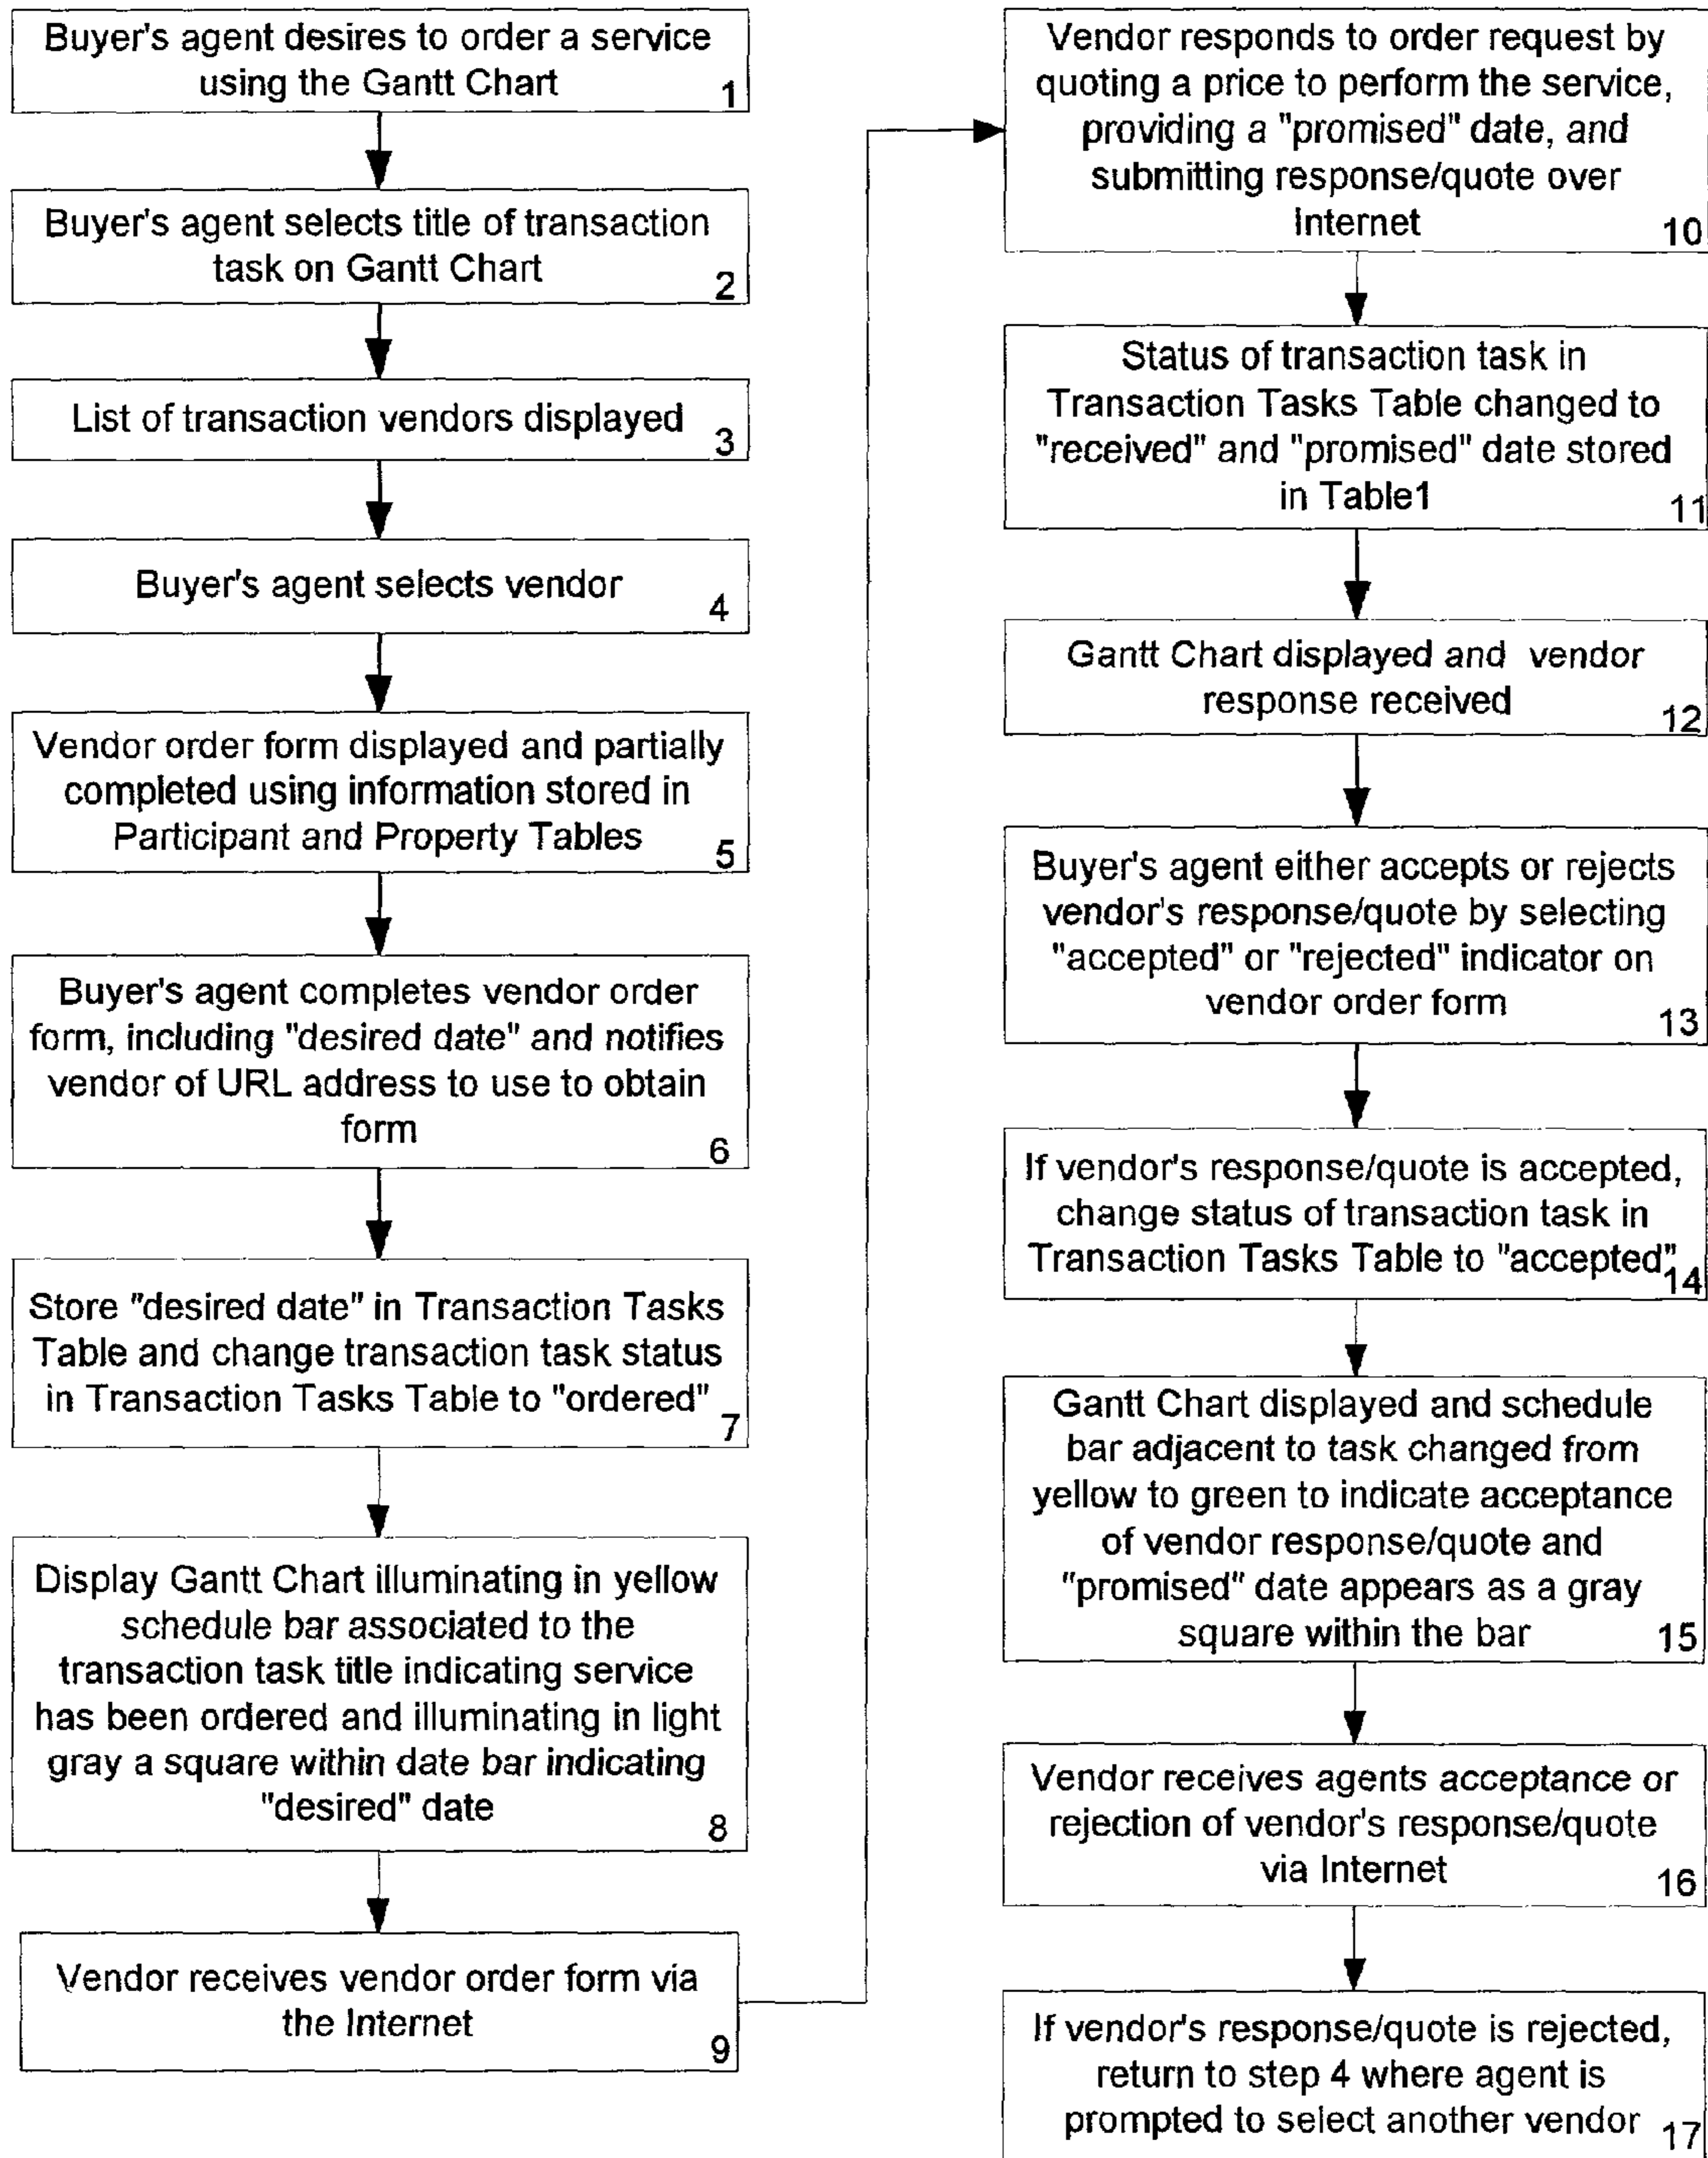 Buyer's agent desires to order a service
using the Gantt Chart
1
Buyer's agent selects title of transaction
task on Gantt Chart
2
List of transaction vendors displayed
3
Buyer's agent selects vendor
4
Vendor order form displayed and partially
completed using information stored in
Participant and Property Tables
5
Buyer's agent completes vendor order
form, including "desired date" and notifies
vendor of URL address to use to obtain
form
6
Store "desired date" in Transaction Tasks
Table and change transaction task status
in Transaction Tasks Table to "ordered"
7
Display Gantt Chart illuminating in yellow
schedule bar associated to the
transaction task title indicating service
has been ordered and illuminating in light
gray a square within date bar indicating
"desired" date
8
Vendor receives vendor order form via
the Internet
9
Vendor responds to order request by
quoting a price to perform the service,
providing a "promised" date, and
submitting response/quote over
Internet
10
Status of transaction task in
Transaction Tasks Table changed to
"received" and "promised" date stored
in Table1
11
Gantt Chart displayed and vendor
response received
12
Buyer's agent either accepts or rejects
vendor's response/quote by selecting
"accepted" or "rejected" indicator on
vendor order form
13
If vendor's response/quote is accepted,
change status of transaction task in
Transaction Tasks Table to "accepted"
14
Gantt Chart displayed and schedule
bar adjacent to task changed from
yellow to green to indicate acceptance
of vendor response/quote and
"promised" date appears as a gray
square within the bar
15
Vendor receives agents acceptance or
rejection of vendor's response/quote
via Internet
16
If vendor's response/quote is rejected,
return to step 4 where agent is
prompted to select another vendor
17